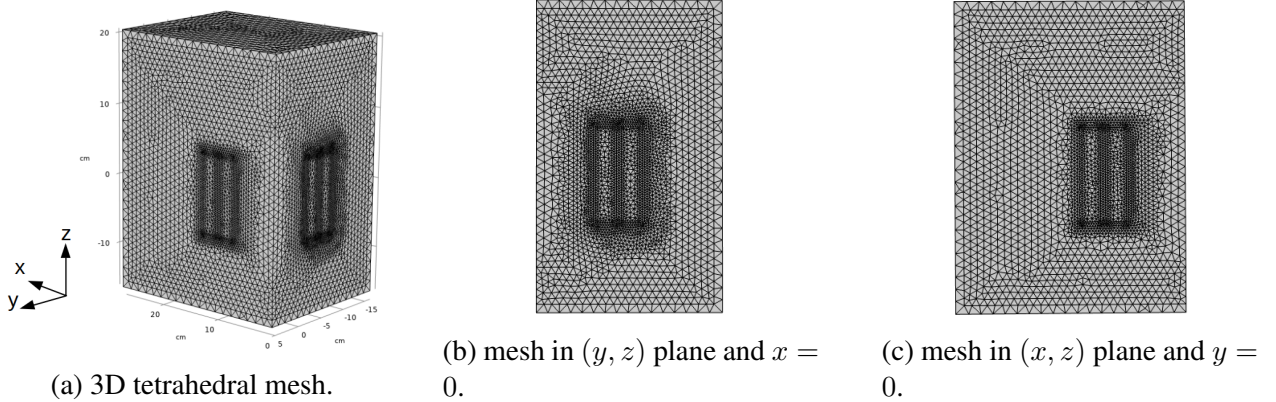 20
10
cm
0
-10
z
x
y
20
10
0
cm
5
0
-5
-10
-15
cm
(a) 3D tetrahedral mesh.
(b) mesh in (y, z) plane and x =
0.
(c) mesh in (x, z) plane and y =
0.